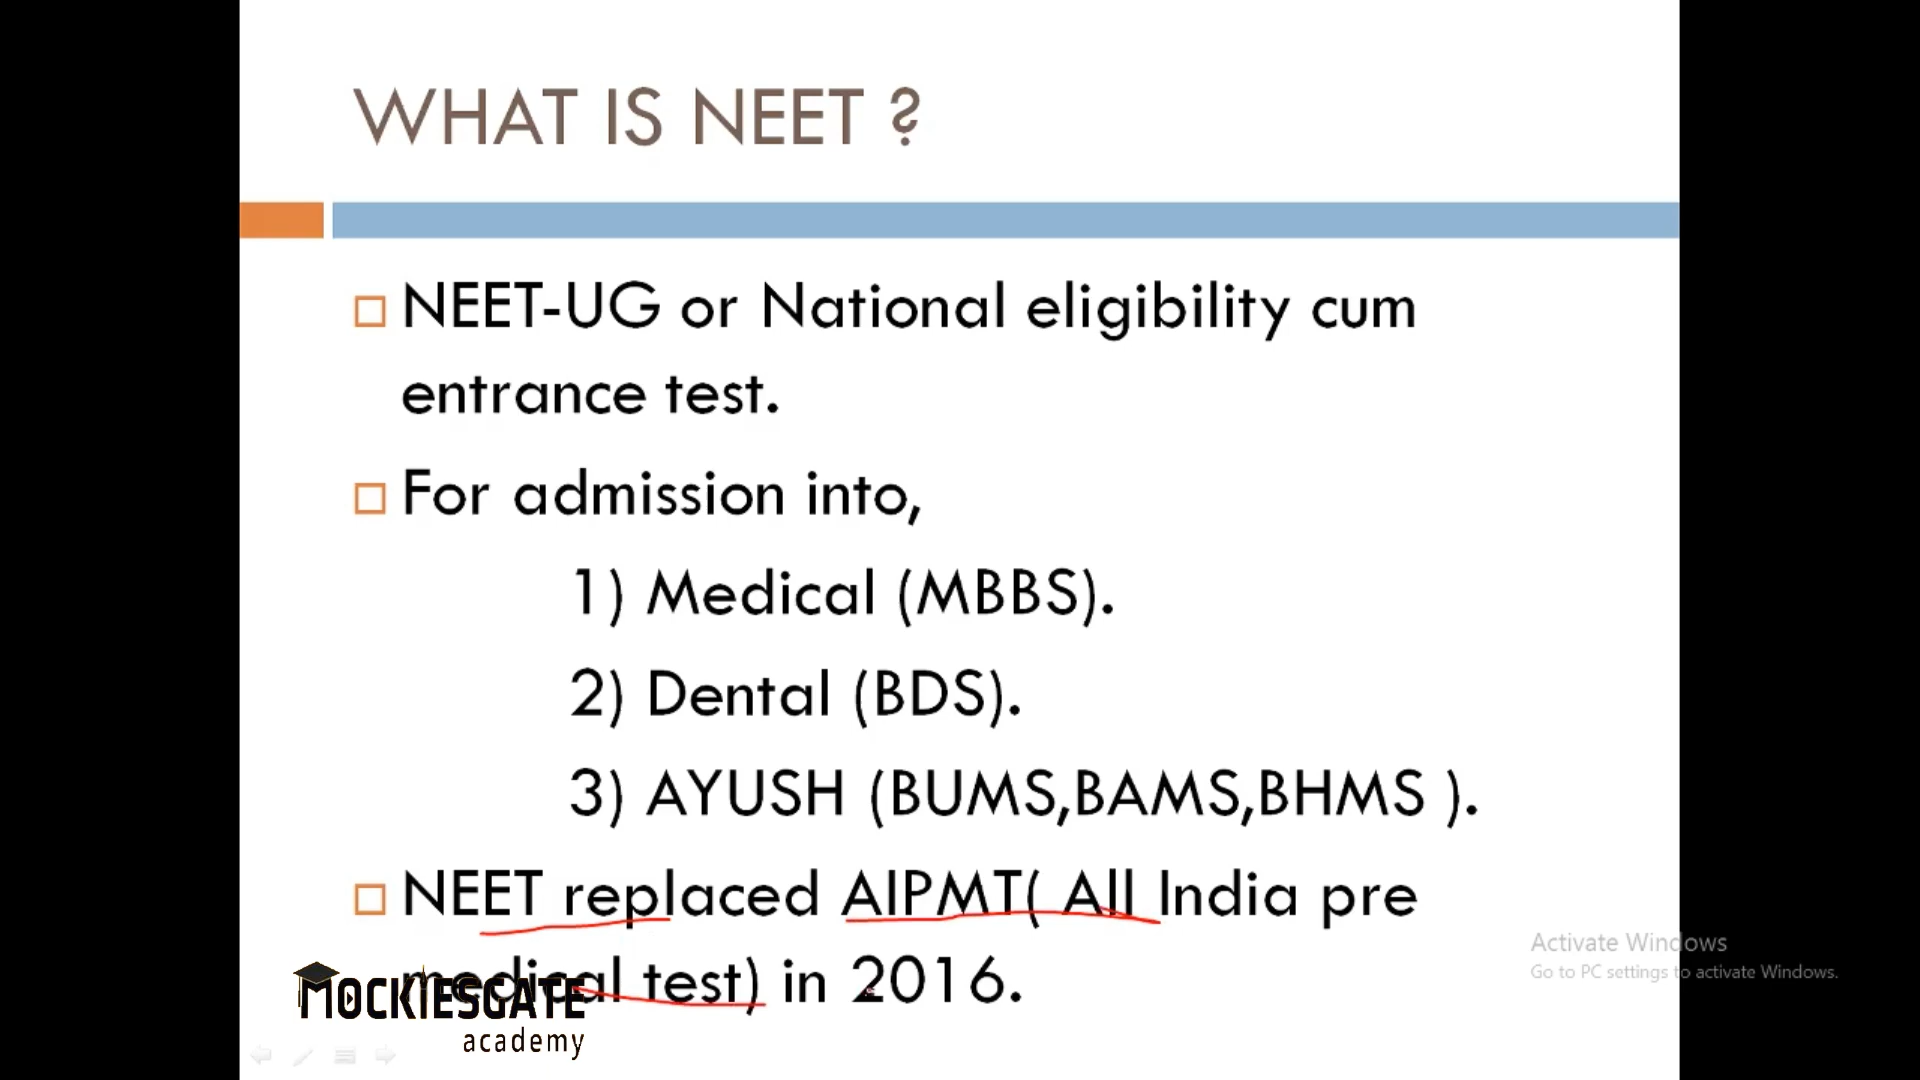 WHAT IS NEET ?
NEET-UG or National eligibility cum
entrance test.
For admission into,
1) Medical (MBBS).
2) Dental (BDS).
3) AYUSH (BUMS,BAMS,BHMS ).
NEET replaced AIPMT( All India pre
medical test) in 2016.
MOCKIESGATE
academy
Activate Windows
Go to PC settings to activate Windows.